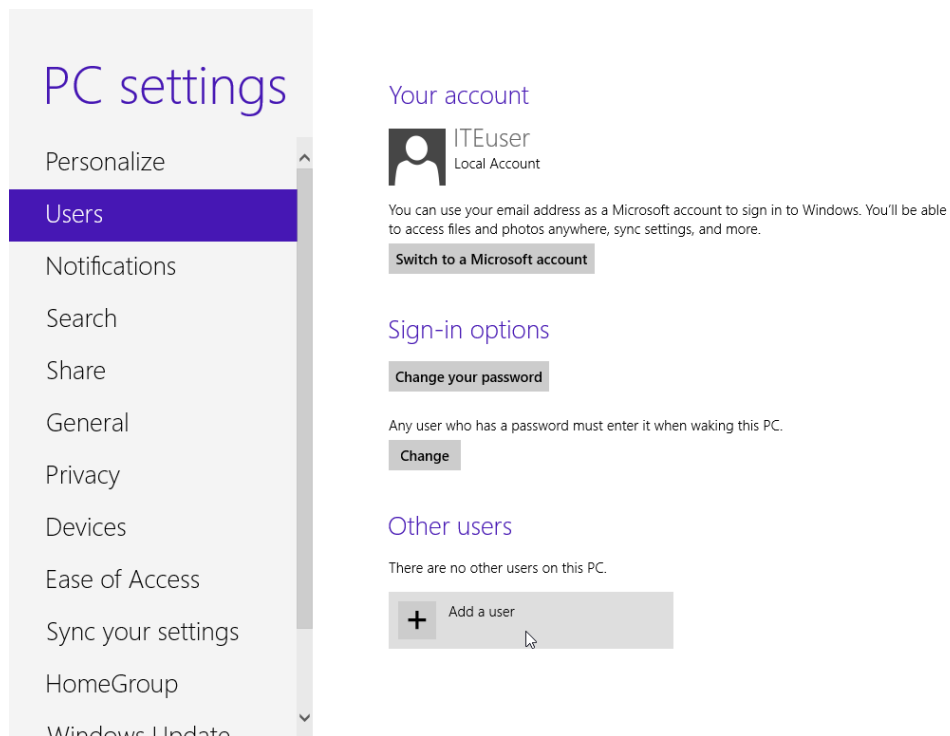 PC settings
Personalize
Users
Notifications
Search
Share
General
Privacy
Devices
Ease of Access
Sync your settings
HomeGroup
Windows Update
Your account
ITEuser
Local Account
You can use your email address as a Microsoft account to sign in to Windows. You'll be able
to access files and photos anywhere, sync settings, and more.
Switch to a Microsoft account
Sign-in options
Change your password
Any user who has a password must enter it when waking this PC.
Change
Other users
There are no other users on this PC.
+
Add a user